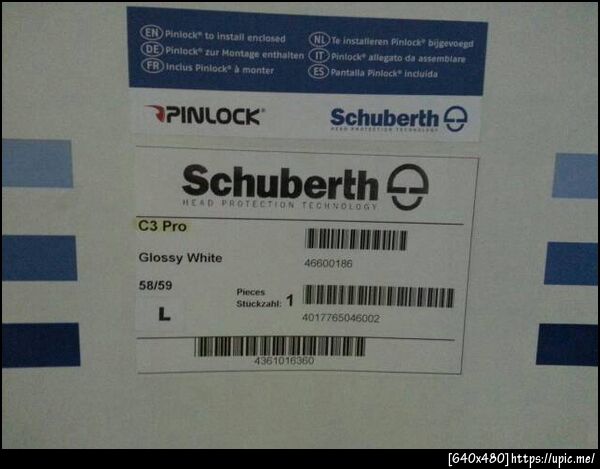 EN Pinlock® to install enclosed
DE Pinlock® zur Montage enthalten
FR Inclus Pinlock® à monter
NL Te installeren Pinlock® bijgevoegd
IT Pinlock® allegato da assemblare
ES Pantalla Pinlock® incluida
PINLOCK®
Schuberth
HEAD PROTECTION TECHNOLOGY
Schuberth
HEAD PROTECTION TECHNOLOGY
C3 Pro
Glossy White
46600186
58/59
L
Pieces
Stückzahl: 1
4017765046002
4361016360
[640x480]https://upic.me/